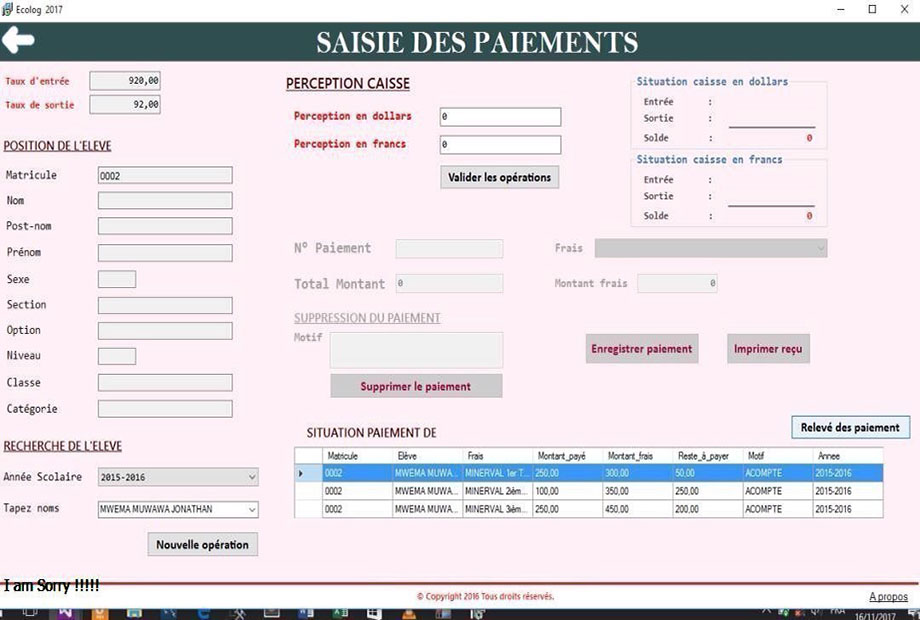 Ecolog 2017
SAISIE DES PAIEMENTS
Taux d'entrée 920,00
Taux de sortie 92,00
POSITION DE L'ELEVE
Matricule 0002
Nom
Post-nom
Prénom
Sexe
Section
Option
Niveau
Classe
Catégorie
RECHERCHE DE L'ELEVE
Année Scolaire 2015-2016
Tapez noms MWEMA MUWAWA JONATHAN
Nouvelle opération
PERCEPTION CAISSE
Perception en dollars 0
Perception en francs 0
Valider les opérations
Situation caisse en dollars
Entrée :
Sortie :
Solde : 0
Situation caisse en francs
Entrée :
Sortie :
Solde : 0
N° Paiement
Frais
Total Montant 0
Montant frais 0
SUPPRESSION DU PAIEMENT
Motif
Supprimer le paiement
Enregistrer paiement
Imprimer reçu
SITUATION PAIEMENT DE
Relevé des paiement
Matricule Elève Frais Montant_payé Montant_frais Reste_à_payer Motif Annee
0002 MWEMA MUWA... MINERVAL 1er T... 250,00 300,00 50,00 ACOMPTE 2015-2016
0002 MWEMA MUWA... MINERVAL 2ièm... 100,00 350,00 250,00 ACOMPTE 2015-2016
0002 MWEMA MUWA... MINERVAL 3ièm... 250,00 450,00 200,00 ACOMPTE 2015-2016
I am Sorry !!!!!
© Copyright 2016 Tous droits réservés.
A propos
FRA
16/11/2017